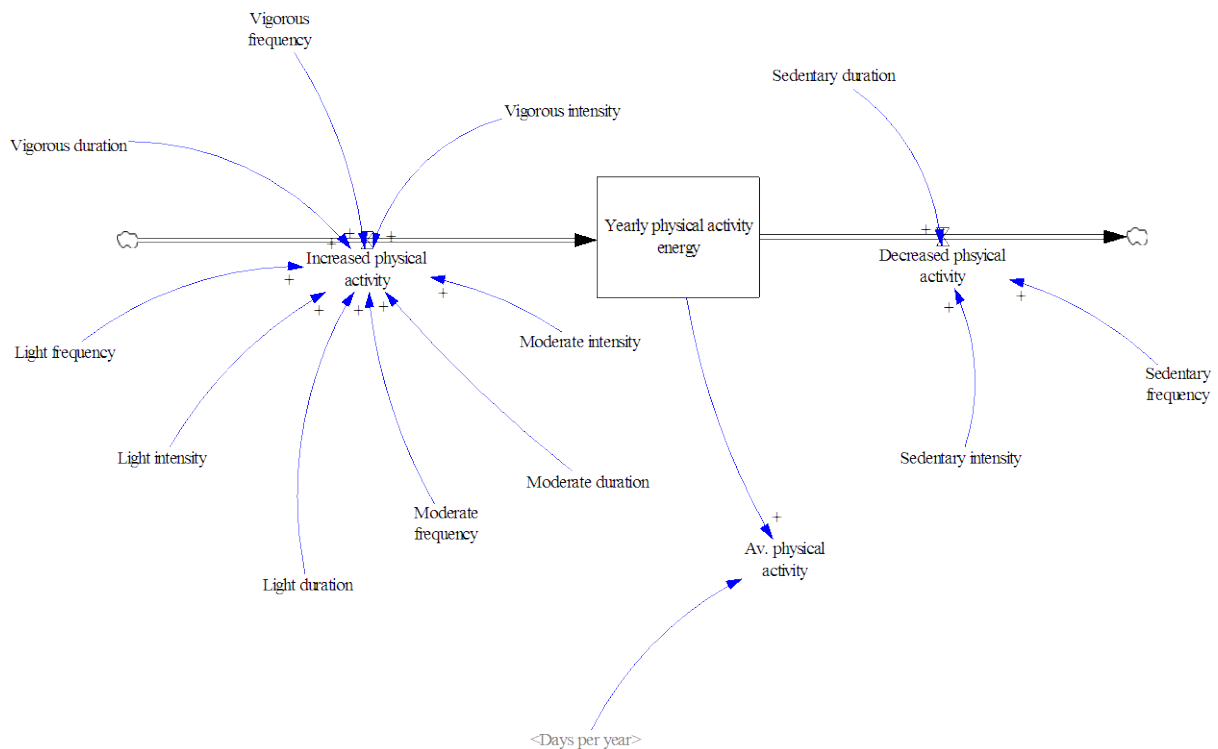 Vigorous
frequency
Sedentary duration
Vigorous intensity
Vigorous duration
Yearly physical activity
energy
+
+
+
+
Increased physical
activity
Decreased phsyical
activity
+
+
+
+
+
+
+
Light frequency
Moderate intensity
Sedentary
frequency
Light intensity
Sedentary intensity
Moderate duration
Moderate
frequency
+
Av. physical
activity
Light duration
<Days per year>